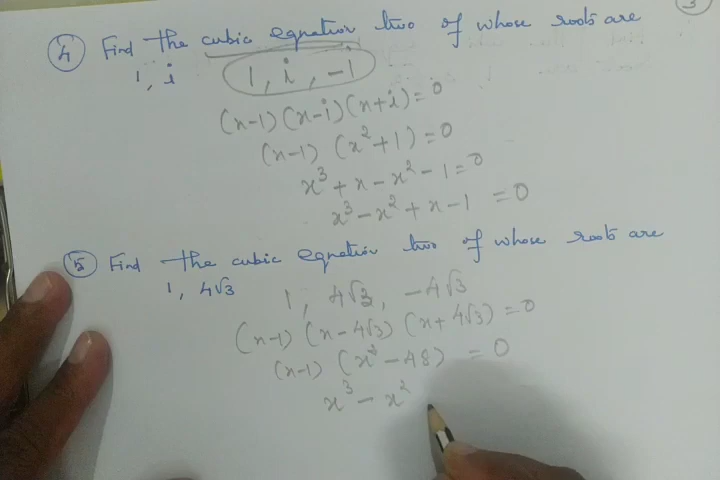 3
4 Find the cubic equation two of whose roots are
1, i 1, i, -i
(x-1) (x-i) (x+i) = 0
(x-1) (x² + 1) = 0
x³ + x - x² - 1 = 0
x³ - x² + x - 1 = 0
5 Find the cubic equation two of whose roots are
1, 4√3 1, 4√3, -4√3
(x-1) (x - 4√3) (x + 4√3) = 0
(x-1) (x² - 48) = 0
x³ - x²